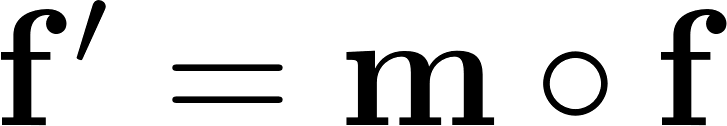 f′ = m ∘ f